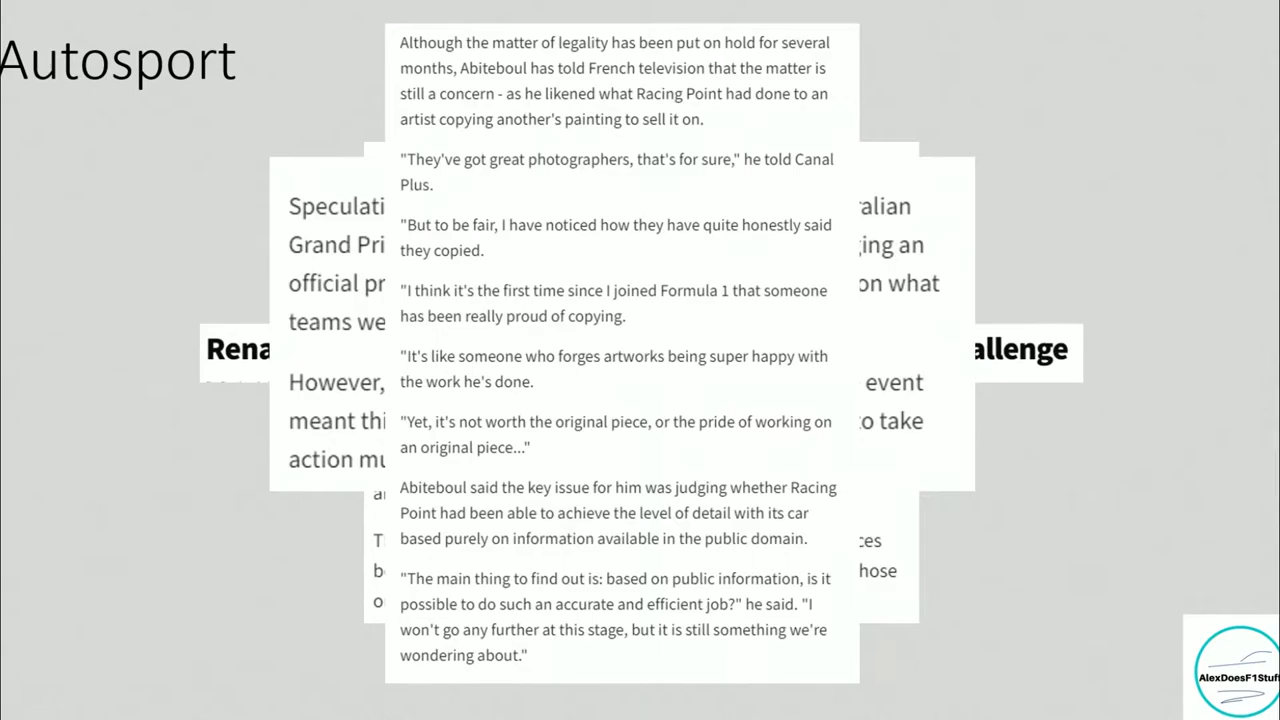 Autosport
Although the matter of legality has been put on hold for several
months, Abiteboul has told French television that the matter is
still a concern - as he likened what Racing Point had done to an
artist copying another's painting to sell it on.
"They've got great photographers, that's for sure," he told Canal
Plus.
"But to be fair, I have noticed how they have quite honestly said
they copied.
"I think it's the first time since I joined Formula 1 that someone
has been really proud of copying.
"It's like someone who forges artworks being super happy with
the work he's done.
"Yet, it's not worth the original piece, or the pride of working on
an original piece..."
Abiteboul said the key issue for him was judging whether Racing
Point had been able to achieve the level of detail with its car
based purely on information available in the public domain.
"The main thing to find out is: based on public information, is it
possible to do such an accurate and efficient job?" he said. "I
won't go any further at this stage, but it is still something we're
wondering about."
Speculati
Grand Pri
official pr
teams we
However,
meant thi
action mu
ralian
ging an
on what
event
to take
Rena
allenge
ces
hose
AlexDoesF1Stuff